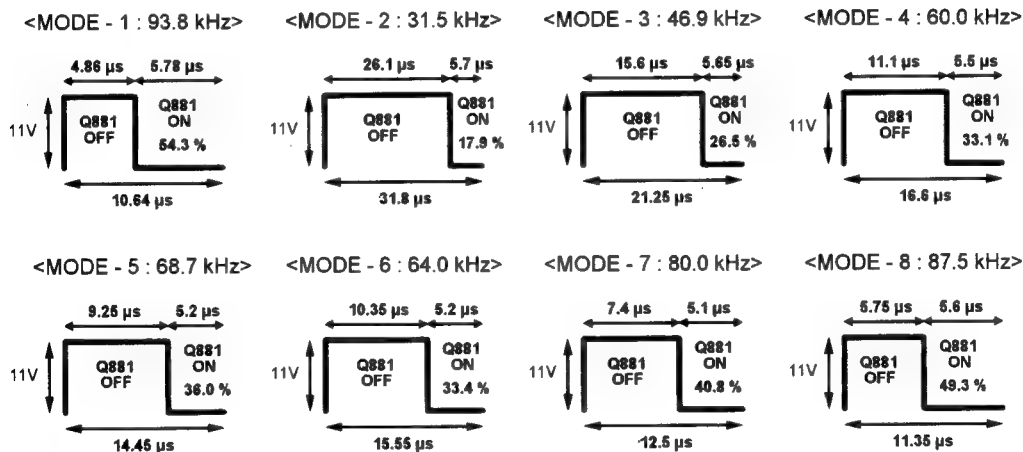 <MODE - 1 : 93.8 kHz>
4.86 µs 5.78 µs
11V
Q881 OFF
Q881 ON
54.3 %
10.64 µs
<MODE - 2 : 31.5 kHz>
26.1 µs 5.7 µs
11V
Q881 OFF
Q881 ON
17.9 %
31.8 µs
<MODE - 3 : 46.9 kHz>
15.6 µs 5.65 µs
11V
Q881 OFF
Q881 ON
26.5 %
21.25 µs
<MODE - 4 : 60.0 kHz>
11.1 µs 5.5 µs
11V
Q881 OFF
Q881 ON
33.1 %
16.6 µs
<MODE - 5 : 68.7 kHz>
9.25 µs 5.2 µs
11V
Q881 OFF
Q881 ON
36.0 %
14.45 µs
<MODE - 6 : 64.0 kHz>
10.35 µs 5.2 µs
11V
Q881 OFF
Q881 ON
33.4 %
15.55 µs
<MODE - 7 : 80.0 kHz>
7.4 µs 5.1 µs
11V
Q881 OFF
Q881 ON
40.8 %
12.5 µs
<MODE - 8 : 87.5 kHz>
5.75 µs 5.6 µs
11V
Q881 OFF
Q881 ON
49.3 %
11.35 µs